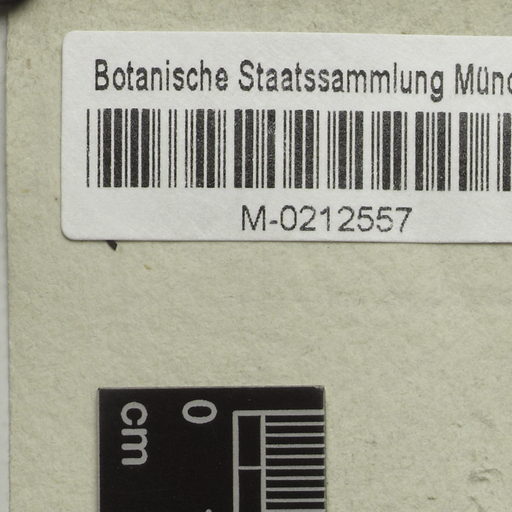 Botanische Staatssammlung Münc
M-0212557
0
cm